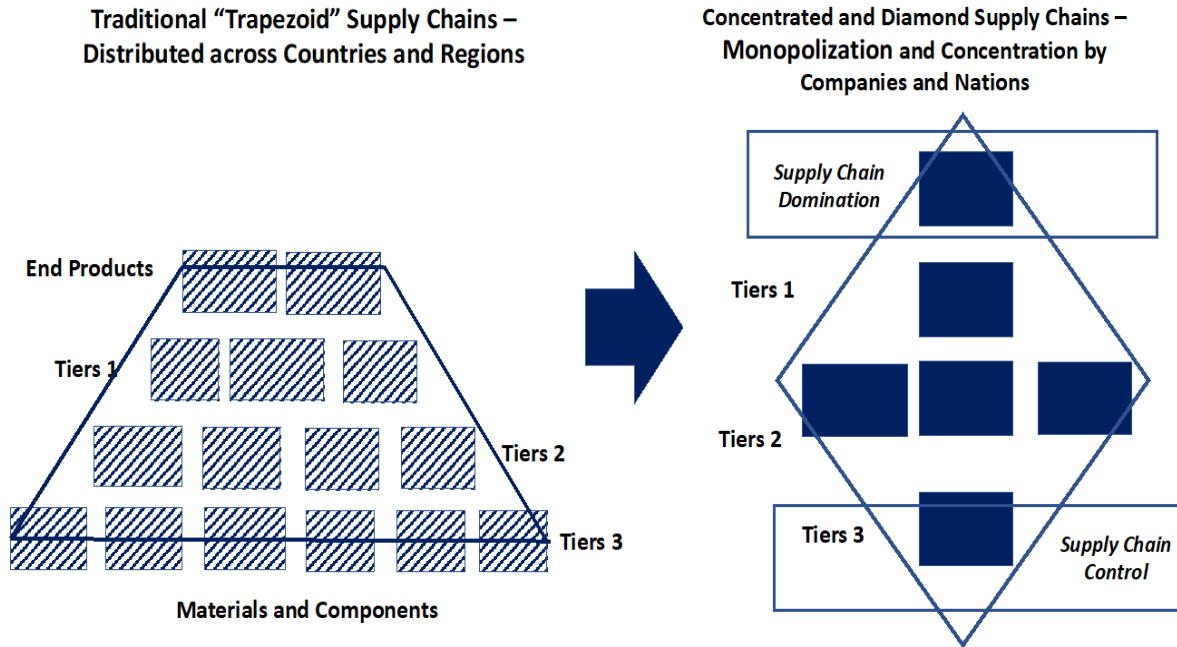 Traditional “Trapezoid” Supply Chains –
Distributed across Countries and Regions
End Products
Tiers 1
Tiers 2
Tiers 3
Materials and Components
Concentrated and Diamond Supply Chains –
Monopolization and Concentration by
Companies and Nations
Supply Chain
Domination
Tiers 1
Tiers 2
Tiers 3
Supply Chain
Control